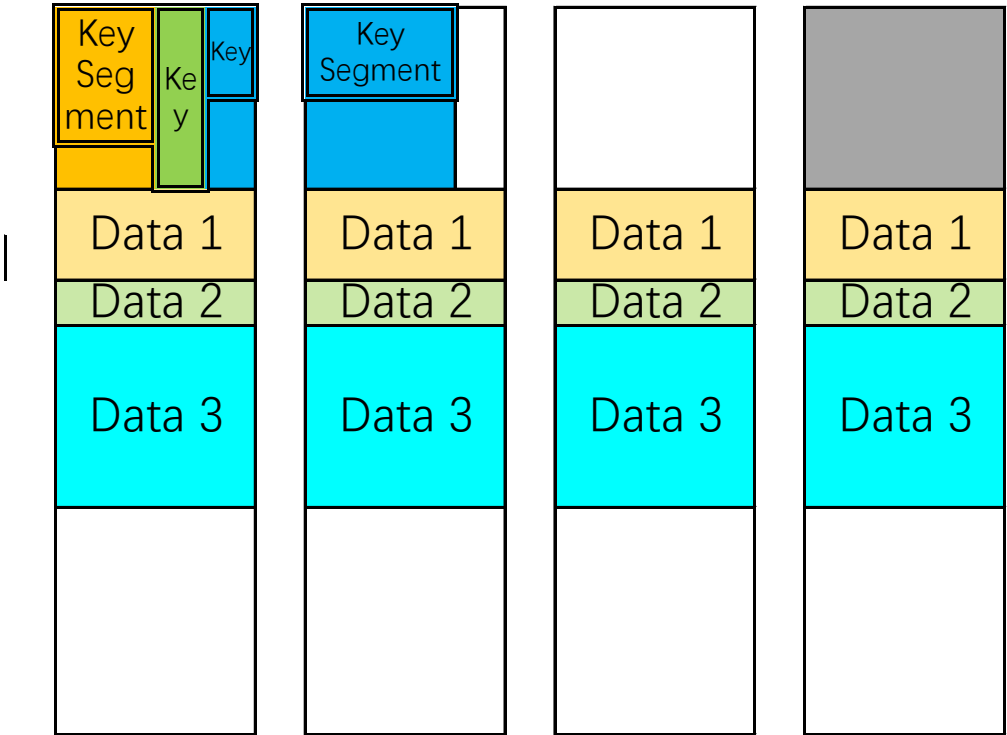 Key
Seg
ment
Ke
y
Key
Key
Segment
Data 1
Data 1
Data 1
Data 1
Data 2
Data 2
Data 2
Data 2
Data 3
Data 3
Data 3
Data 3